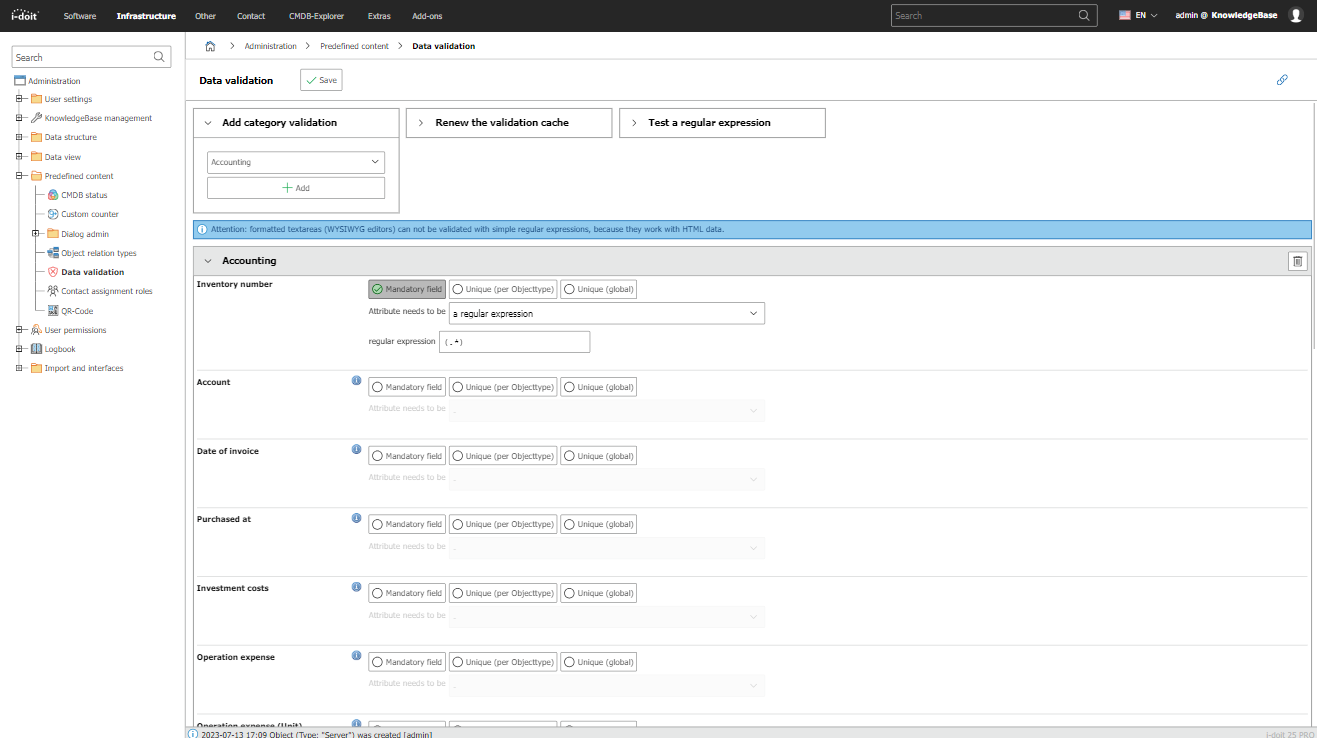 i-doit Software Infrastructure Other Contact CMDB-Explorer Extras Add-ons Search EN admin @ KnowledgeBase
Search
Administration
User settings
KnowledgeBase management
Data structure
Data view
Predefined content
CMDB status
Custom counter
Dialog admin
Object relation types
Data validation
Contact assignment roles
QR-Code
User permissions
Logbook
Import and interfaces
Administration Predefined content Data validation
Data validation Save
Add category validation Renew the validation cache Test a regular expression
Accounting
Add
Attention: formatted textareas (WYSIWYG editors) can not be validated with simple regular expressions, because they work with HTML data.
Accounting
Inventory number Mandatory field Unique (per Objecttype) Unique (global)
Attribute needs to be a regular expression
regular expression (.*)
Account Mandatory field Unique (per Objecttype) Unique (global)
Attribute needs to be .
Date of invoice Mandatory field Unique (per Objecttype) Unique (global)
Attribute needs to be .
Purchased at Mandatory field Unique (per Objecttype) Unique (global)
Attribute needs to be .
Investment costs Mandatory field Unique (per Objecttype) Unique (global)
Attribute needs to be .
Operation expense Mandatory field Unique (per Objecttype) Unique (global)
Attribute needs to be .
Operation expense (Unit)
2023-07-13 17:09 Object (Type: "Server") was created [admin] i-doit 25 PRO